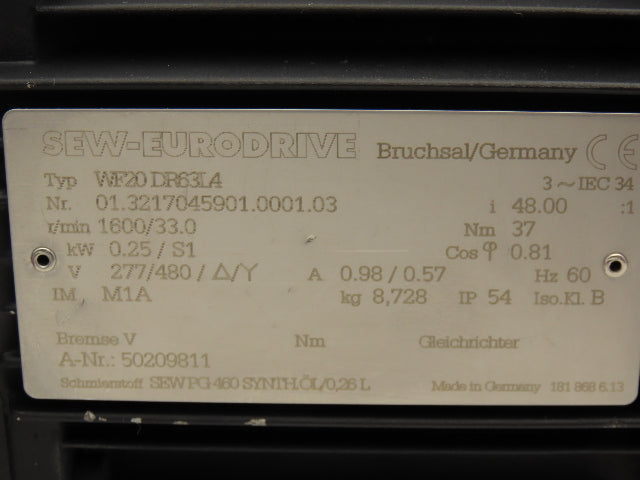 SEW-EURODRIVE Bruchsal/Germany CE
Typ WF20 DR63L4 3 ~ IEC 34
Nr. 01.3217045901.0001.03 i 48.00 :1
r/min 1600/33.0 Nm 37
kW 0.25 / S1 Cos φ 0.81
V 277/480 / Δ/Y A 0.98 / 0.57 Hz 60
IM M1A kg 8,728 IP 54 Iso.Kl. B
Bremse V Nm Gleichrichter
A-Nr.: 50209811
Schmierstoff SEW PG 460 SYNTH.ÖL/0,26 L Made in Germany 181 868 6.13